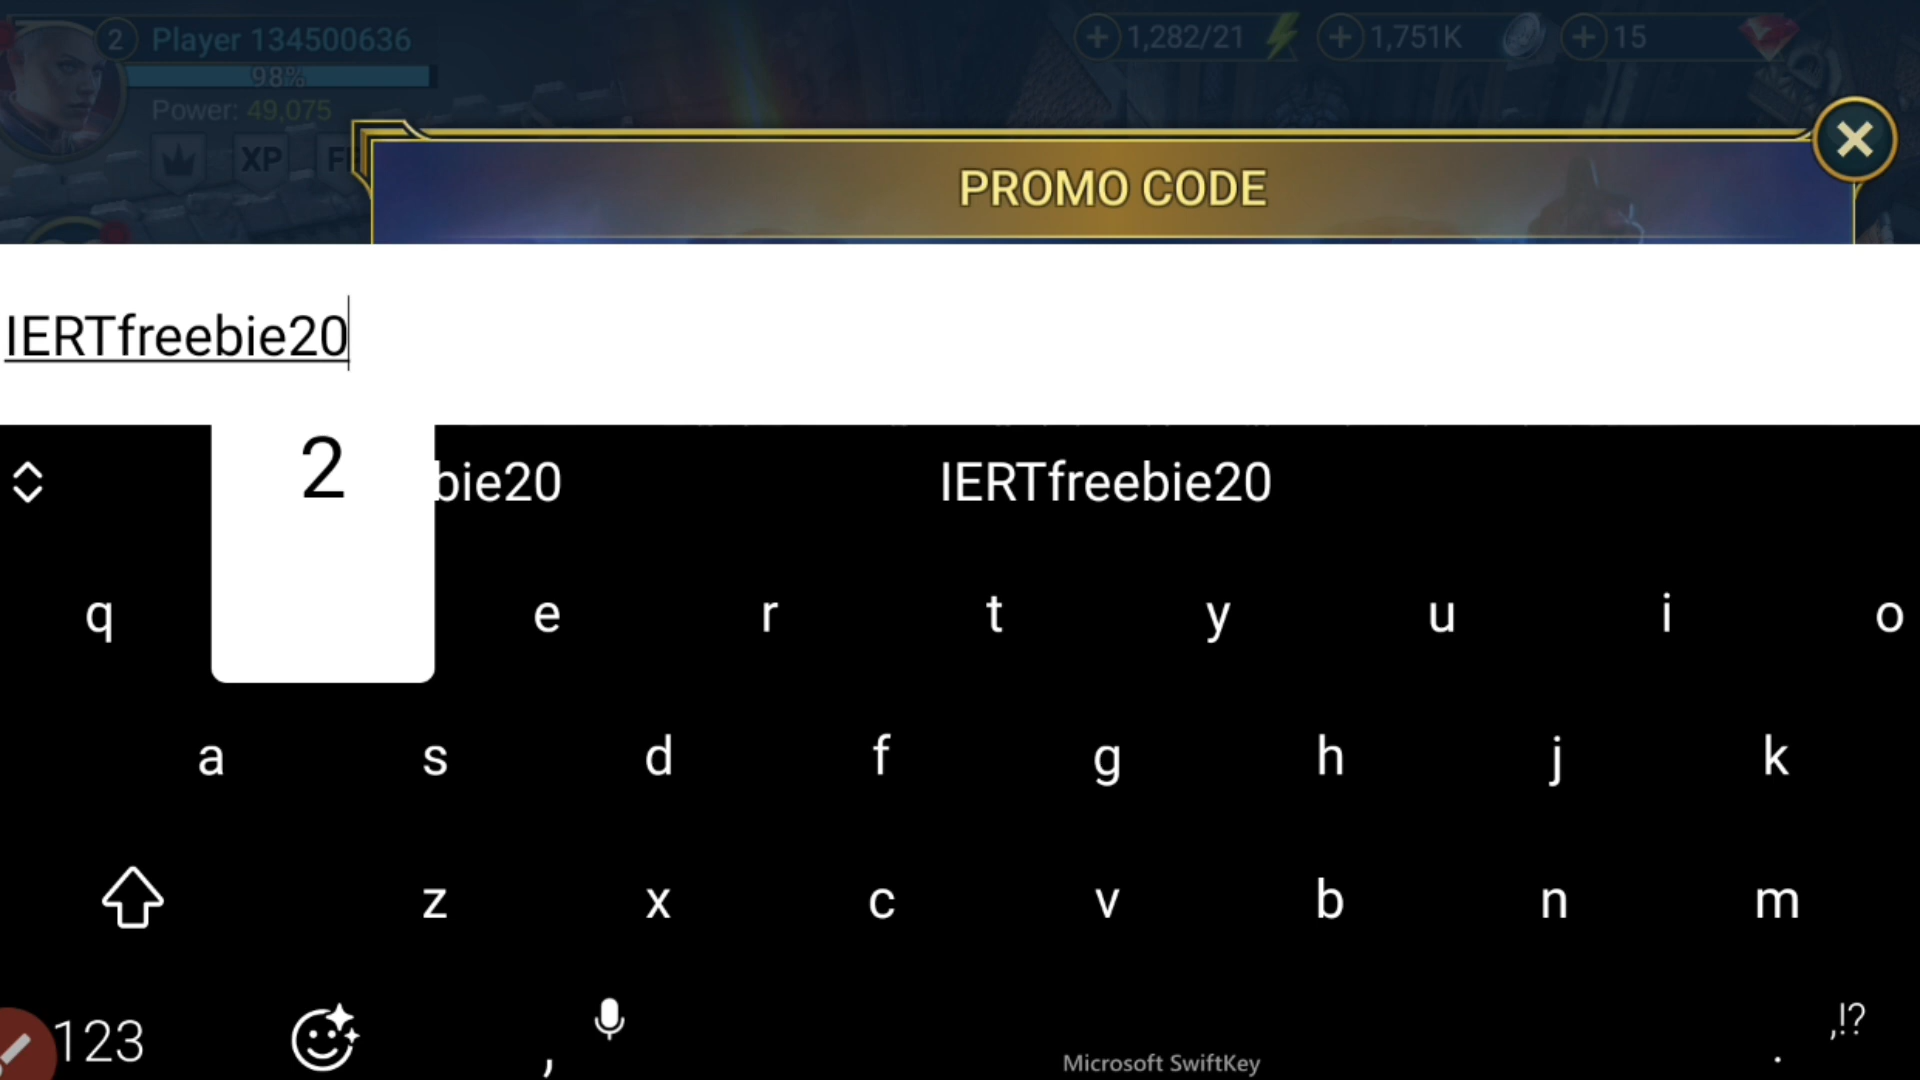 2 Player 134500636
98%
Power: 49,075
XP
1,282/21
1,751K
15
PROMO CODE
IERTfreebie20
2
bie20
IERTfreebie20
q e r t y u i o
a s d f g h j k
z x c v b n m
123
,
Microsoft SwiftKey
,!?
.